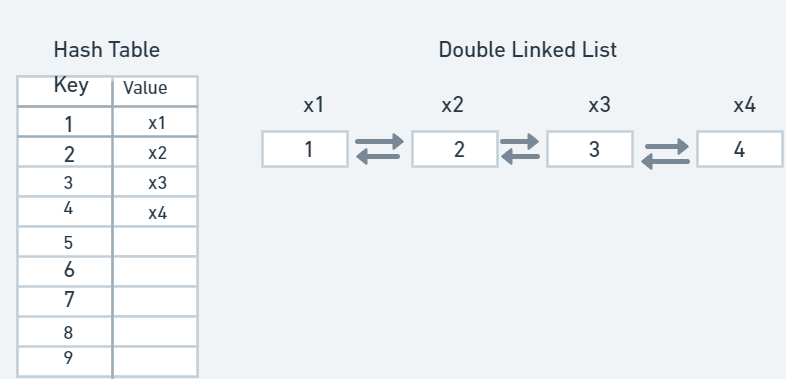 Hash Table
Key Value
1 x1
2 x2
3 x3
4 x4
5
6
7
8
9
Double Linked List
x1 x2 x3 x4
1 2 3 4